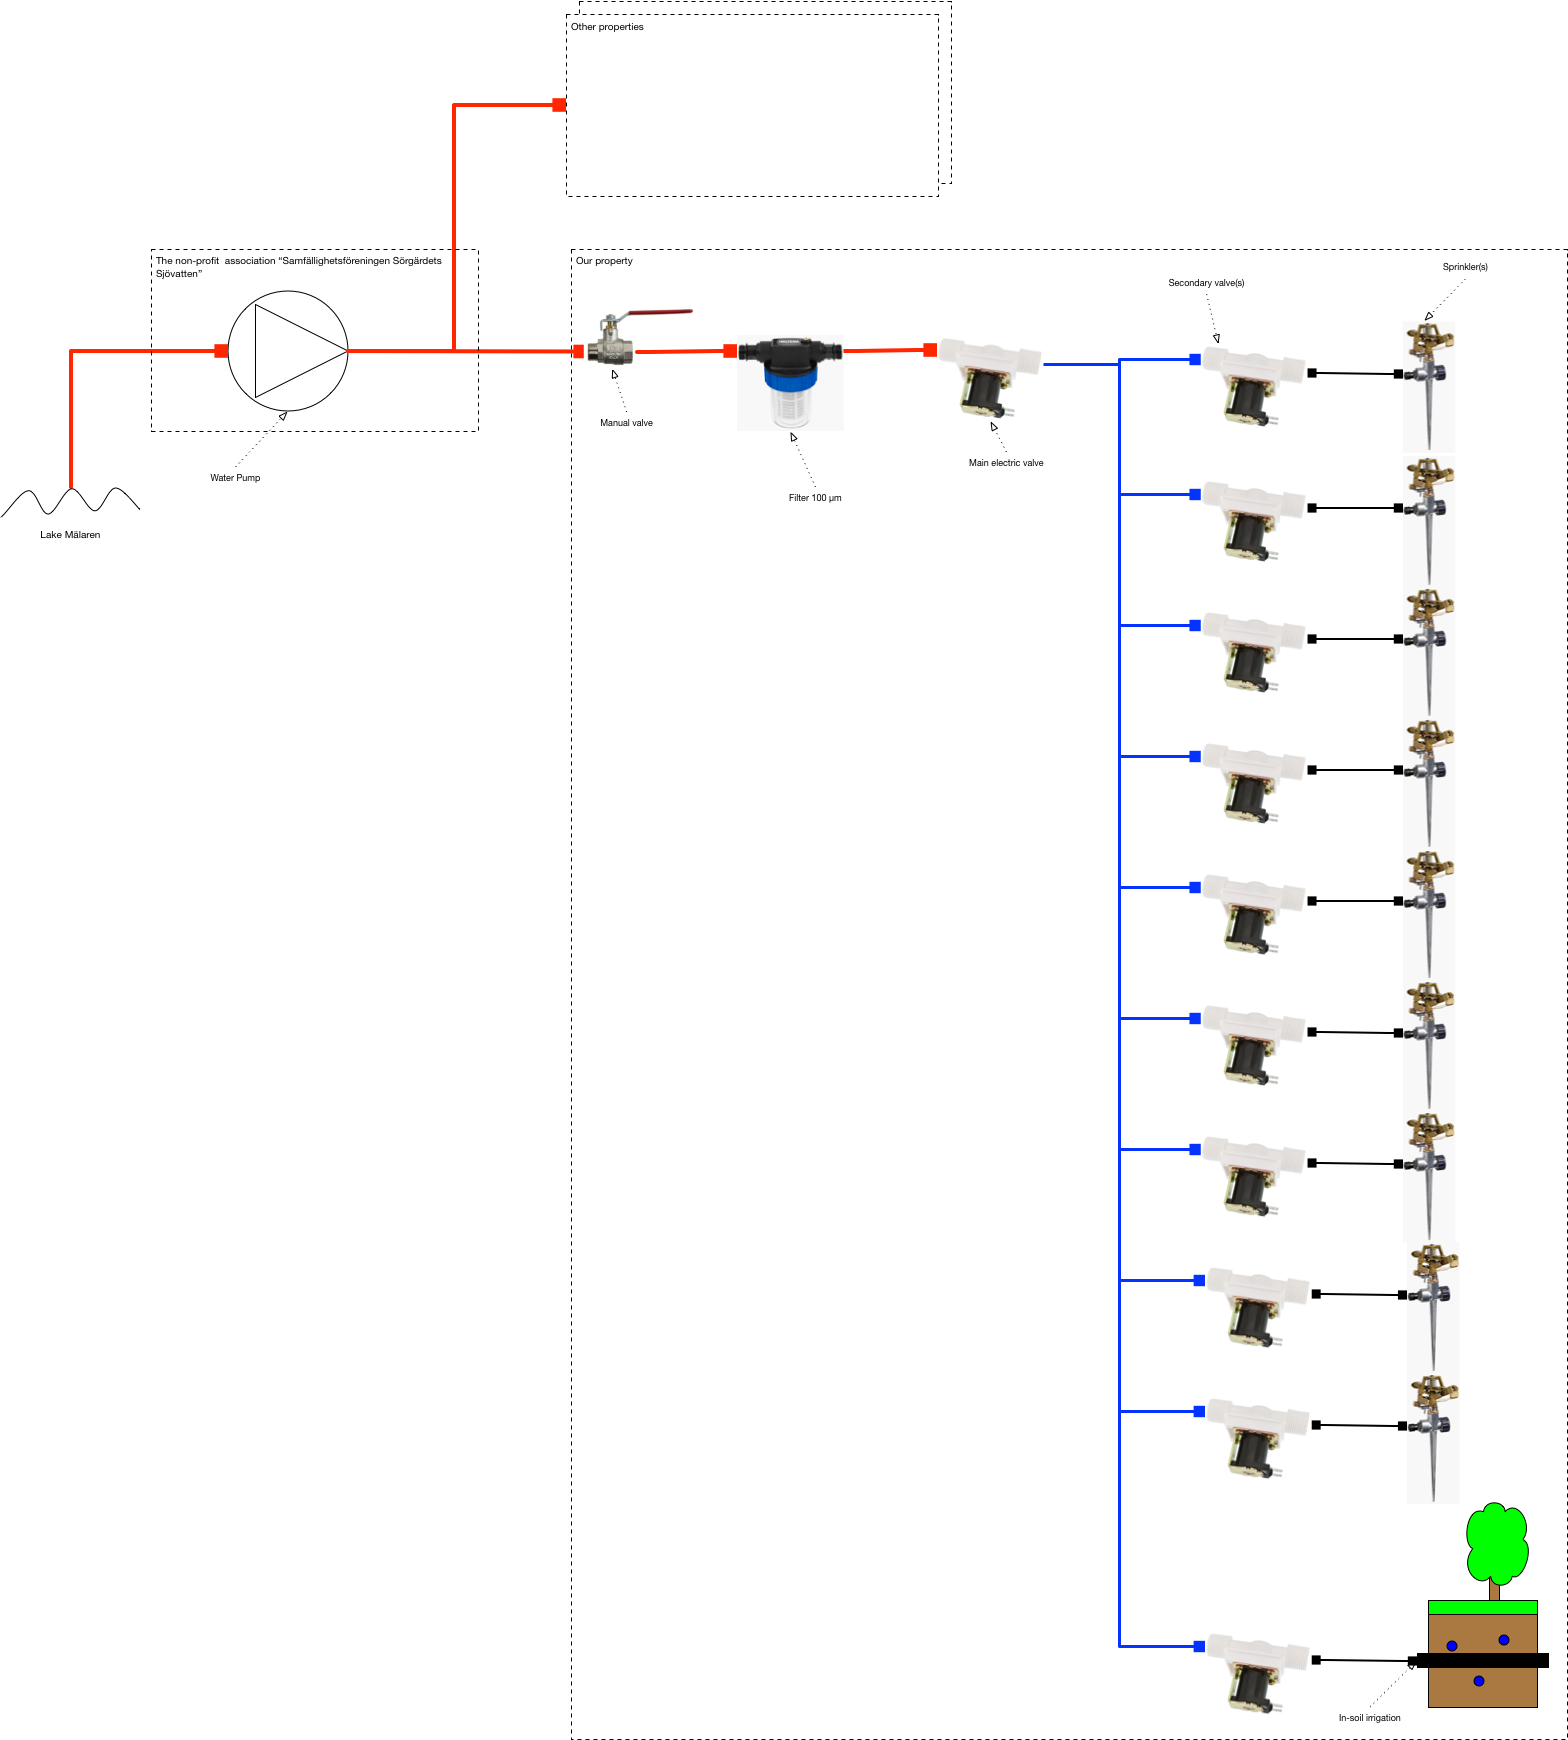 Other properties
The non-profit  association “Samfällighetsföreningen Sörgärdets
Sjövatten”
Our property
Sprinkler(s)
Secondary valve(s)
Manual valve
Main electric valve
Water Pump
Filter 100 µm
Lake Mälaren
In-soil irrigation